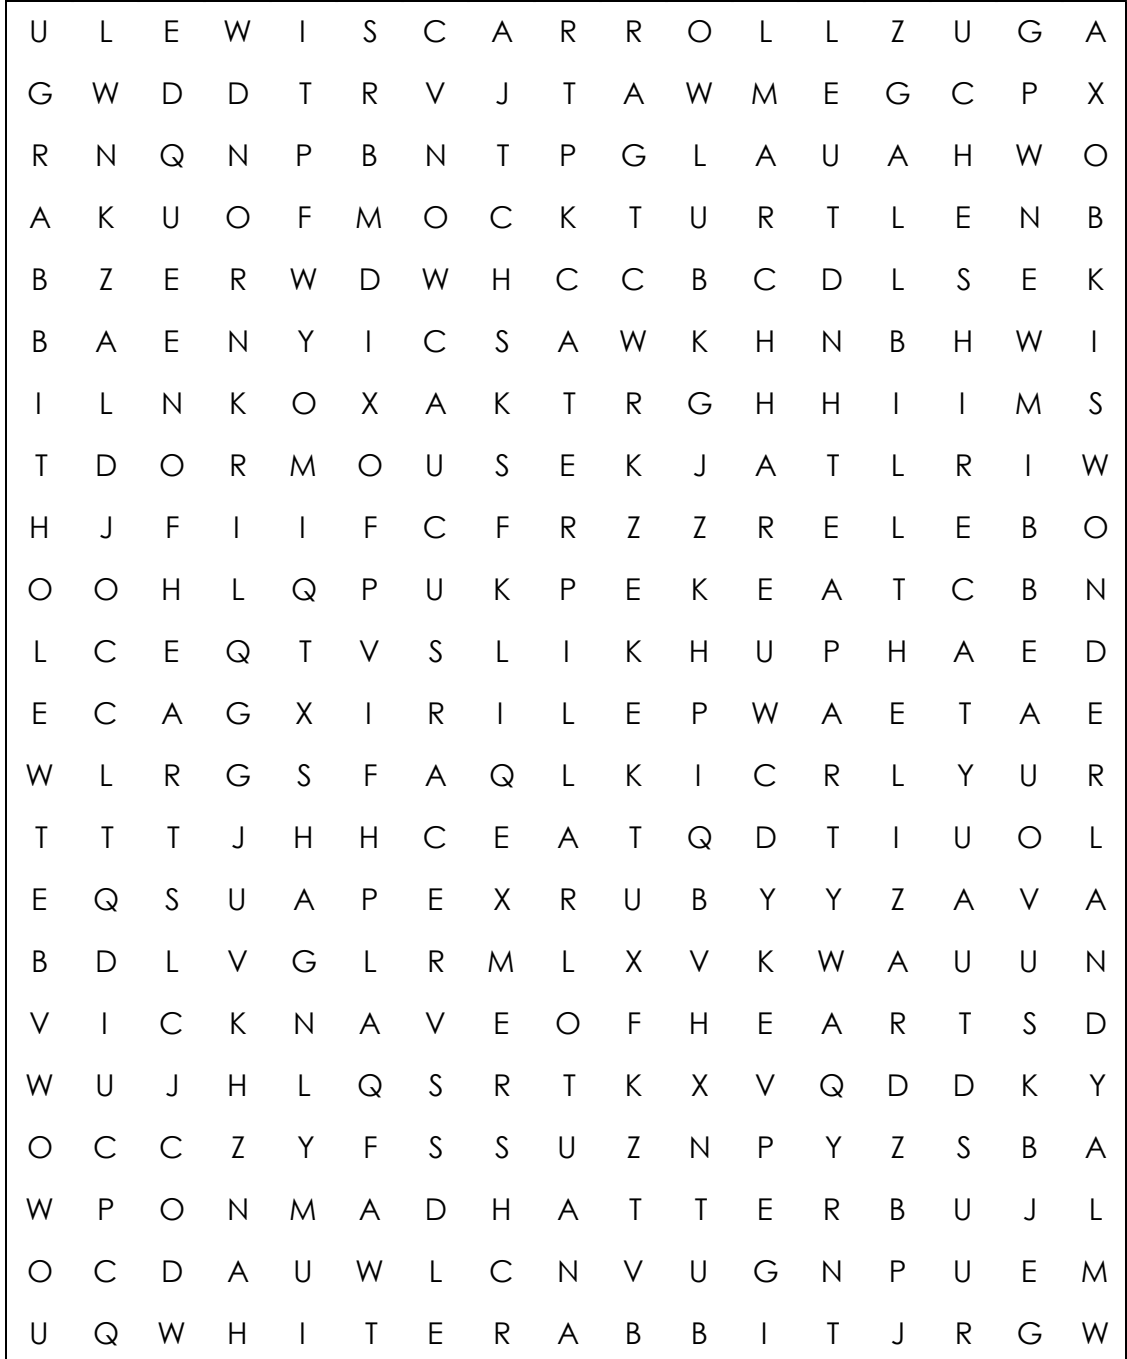 U L E W I S C A R R O L L Z U G A
G W D D T R V J T A W M E G C P X
R N Q N P B N T P G L A U A H W O
A K U O F M O C K T U R T L E N B
B Z E R W D W H C C B C D L S E K
B A E N Y I C S A W K H N B H W I
I L N K O X A K T R G H H I I M S
T D O R M O U S E K J A T L R I W
H J F I I F C F R Z Z R E L E B O
O O H L Q P U K P E K E A T C B N
L C E Q T V S L I K H U P H A E D
E C A G X I R I L E P W A E T A E
W L R G S F A Q L K I C R L Y U R
T T T J H H C E A T Q D T I U O L
E Q S U A P E X R U B Y Y Z A V A
B D L V G L R M L X V K W A U U N
V I C K N A V E O F H E A R T S D
W U J H L Q S R T K X V Q D D K Y
O C C Z Y F S S U Z N P Y Z S B A
W P O N M A D H A T T E R B U J L
O C D A U W L C N V U G N P U E M
U Q W H I T E R A B B I T J R G W